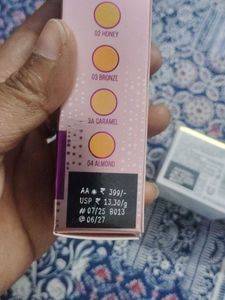 02 HONEY
03 BRONZE
3A CARAMEL
04 ALMOND
AA ◉ ₹ 399/-
USP ₹ 13.30/g
# 07/25 8013
@ 06/27